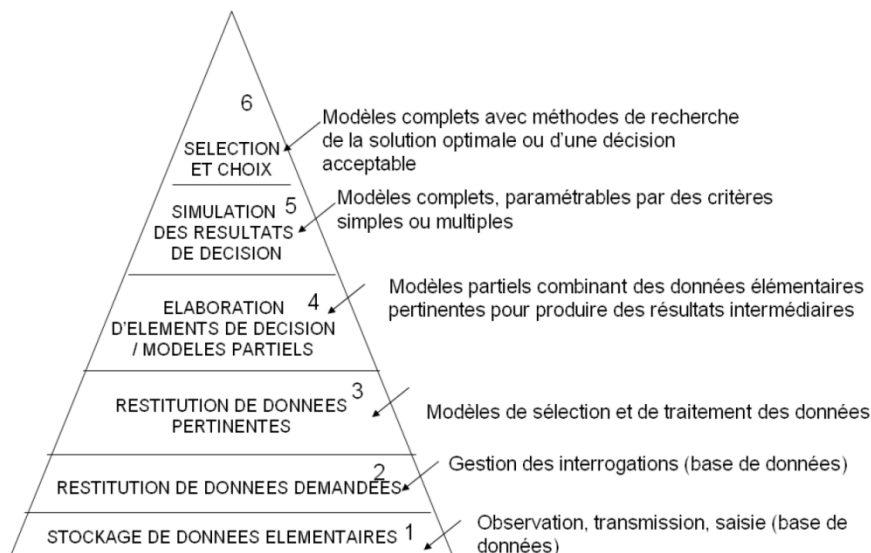 6
SELECTION
ET CHOIX
Modèles complets avec méthodes de recherche
de la solution optimale ou d'une décision
acceptable
5
SIMULATION
DES RESULTATS
DE DECISION
Modèles complets, paramétrables par des critères
simples ou multiples
4
ELABORATION
D'ELEMENTS DE DECISION
/ MODELES PARTIELS
Modèles partiels combinant des données élémentaires
pertinentes pour produire des résultats intermédiaires
3
RESTITUTION DE DONNEES
PERTINENTES
Modèles de sélection et de traitement des données
2
RESTITUTION DE DONNEES DEMANDEES
Gestion des interrogations (base de données)
STOCKAGE DE DONNEES ELEMENTAIRES 1
Observation, transmission, saisie (base de
données)